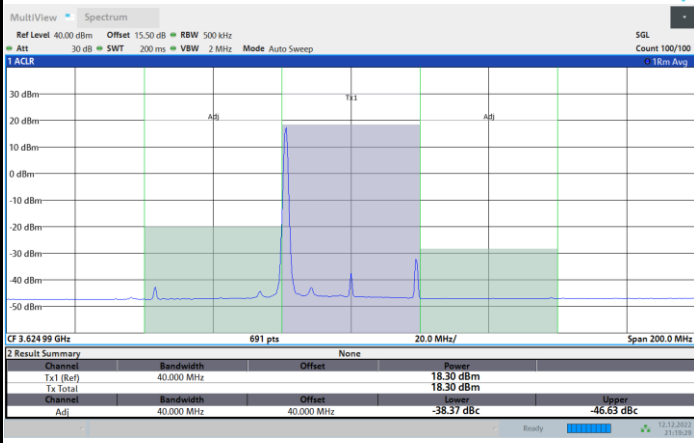 MultiView Spectrum
Ref Level 40.00 dBm Offset 15.50 dB RBW 500 kHz SGL
Att 30 dB SWT 200 ms VBW 2 MHz Mode Auto Sweep Count 100/100
1 ACLR 1Rm Avg
30 dBm
Tx1
20 dBm
Adj Adj
10 dBm
0 dBm
-10 dBm
-20 dBm
-30 dBm
-40 dBm
-50 dBm
CF 3.624 99 GHz 691 pts 20.0 MHz/ Span 200.0 MHz
2 Result Summary None
Channel Bandwidth Offset Power
Tx1 (Ref) 40.000 MHz 18.30 dBm
Tx Total 18.30 dBm
Channel Bandwidth Offset Lower Upper
Adj 40.000 MHz 40.000 MHz -38.37 dBc -46.63 dBc
Ready 12.12.2022
21:19:29